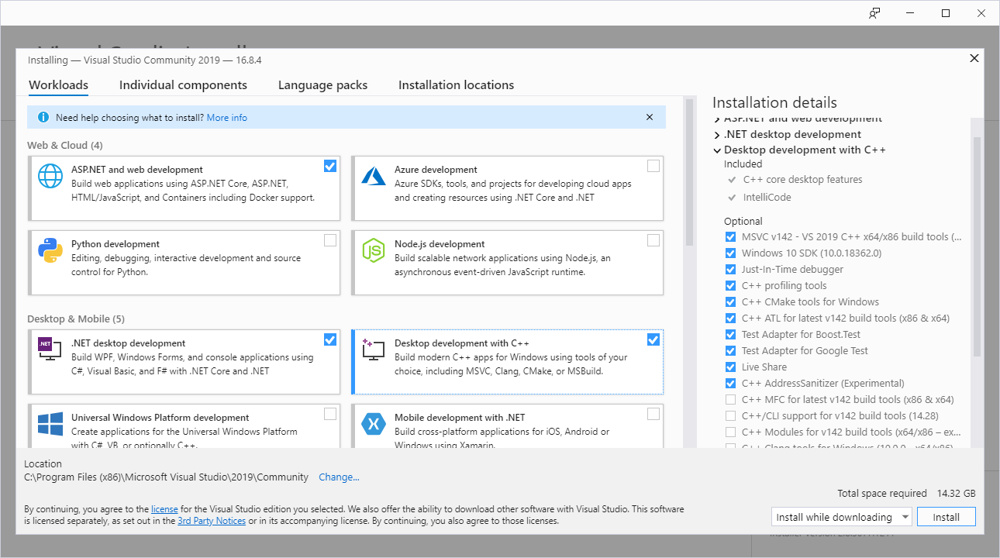 Installing — Visual Studio Community 2019 — 16.8.4
Workloads
Individual components
Language packs
Installation locations
Need help choosing what to install? More info
Web & Cloud (4)
ASP.NET and web development
Build web applications using ASP.NET Core, ASP.NET,
HTML/JavaScript, and Containers including Docker support.
Azure development
Azure SDKs, tools, and projects for developing cloud apps
and creating resources using .NET Core and .NET
Python development
Editing, debugging, interactive development and source
control for Python.
JS
Node.js development
Build scalable network applications using Node.js, an
asynchronous event-driven JavaScript runtime.
Desktop & Mobile (5)
.NET
.NET desktop development
Build WPF, Windows Forms, and console applications using
C#, Visual Basic, and F# with .NET Core and .NET
Desktop development with C++
Build modern C++ apps for Windows using tools of your
choice, including MSVC, Clang, CMake, or MSBuild.
Universal Windows Platform development
Create applications for the Universal Windows Platform
with C#, VB, or optionally C++.
Mobile development with .NET
Build cross-platform applications for iOS, Android or
Windows using Xamarin.
Installation details
ASP.NET and web development
.NET desktop development
Desktop development with C++
Included
C++ core desktop features
IntelliCode
Optional
MSVC v142 - VS 2019 C++ x64/x86 build tools (...
Windows 10 SDK (10.0.18362.0)
Just-In-Time debugger
C++ profiling tools
C++ CMake tools for Windows
C++ ATL for latest v142 build tools (x86 & x64)
Test Adapter for Boost.Test
Test Adapter for Google Test
Live Share
C++ AddressSanitizer (Experimental)
C++ MFC for latest v142 build tools (x86 & x64)
C++/CLI support for v142 build tools (14.28)
C++ Modules for v142 build tools (x64/x86 – ex...
C++ Clang tools for Windows (10.0.0 - x64/x86)
Location
C:\Program Files (x86)\Microsoft Visual Studio\2019\Community Change...
Total space required 14.32 GB
By continuing, you agree to the license for the Visual Studio edition you selected. We also offer the ability to download other software with Visual Studio. This software
is licensed separately, as set out in the 3rd Party Notices or in its accompanying license. By continuing, you also agree to those licenses.
Install while downloading
Install